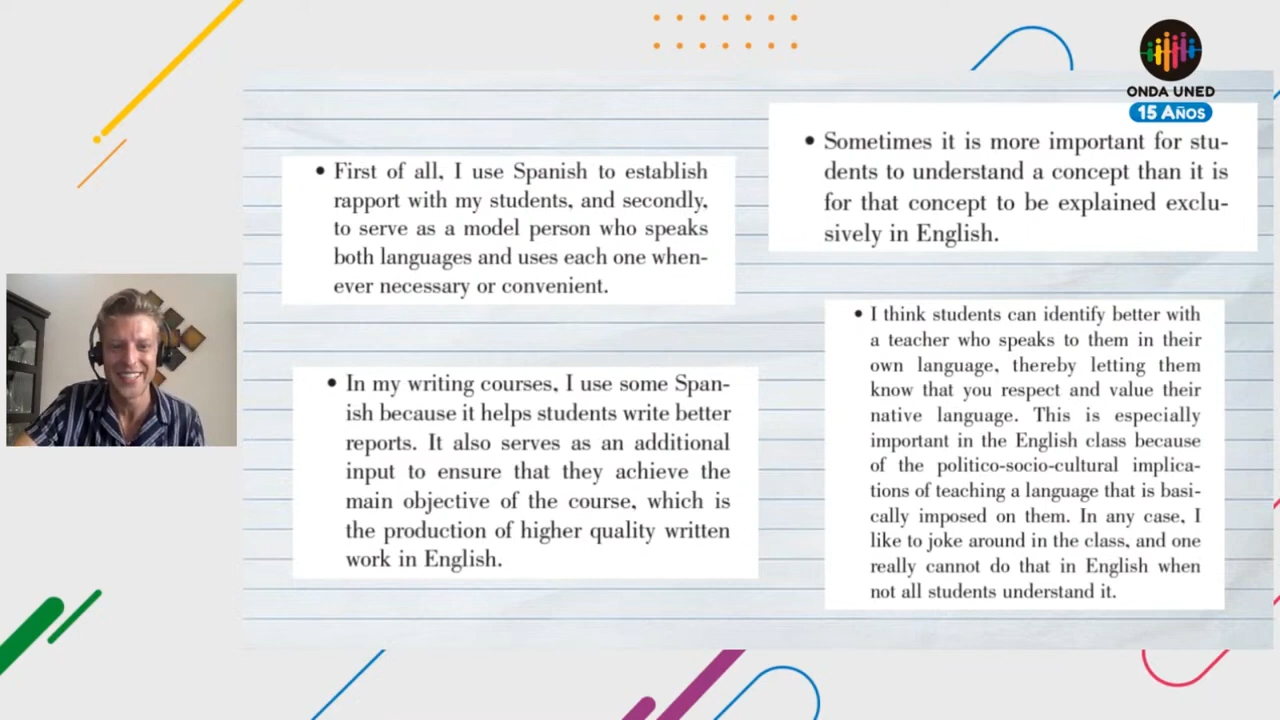 ONDA UNED
15 AÑOS
• First of all, I use Spanish to establish
rapport with my students, and secondly,
to serve as a model person who speaks
both languages and uses each one when-
ever necessary or convenient.
• Sometimes it is more important for stu-
dents to understand a concept than it is
for that concept to be explained exclu-
sively in English.
• In my writing courses, I use some Span-
ish because it helps students write better
reports. It also serves as an additional
input to ensure that they achieve the
main objective of the course, which is
the production of higher quality written
work in English.
• I think students can identify better with
a teacher who speaks to them in their
own language, thereby letting them
know that you respect and value their
native language. This is especially
important in the English class because
of the politico-socio-cultural implica-
tions of teaching a language that is basi-
cally imposed on them. In any case, I
like to joke around in the class, and one
really cannot do that in English when
not all students understand it.